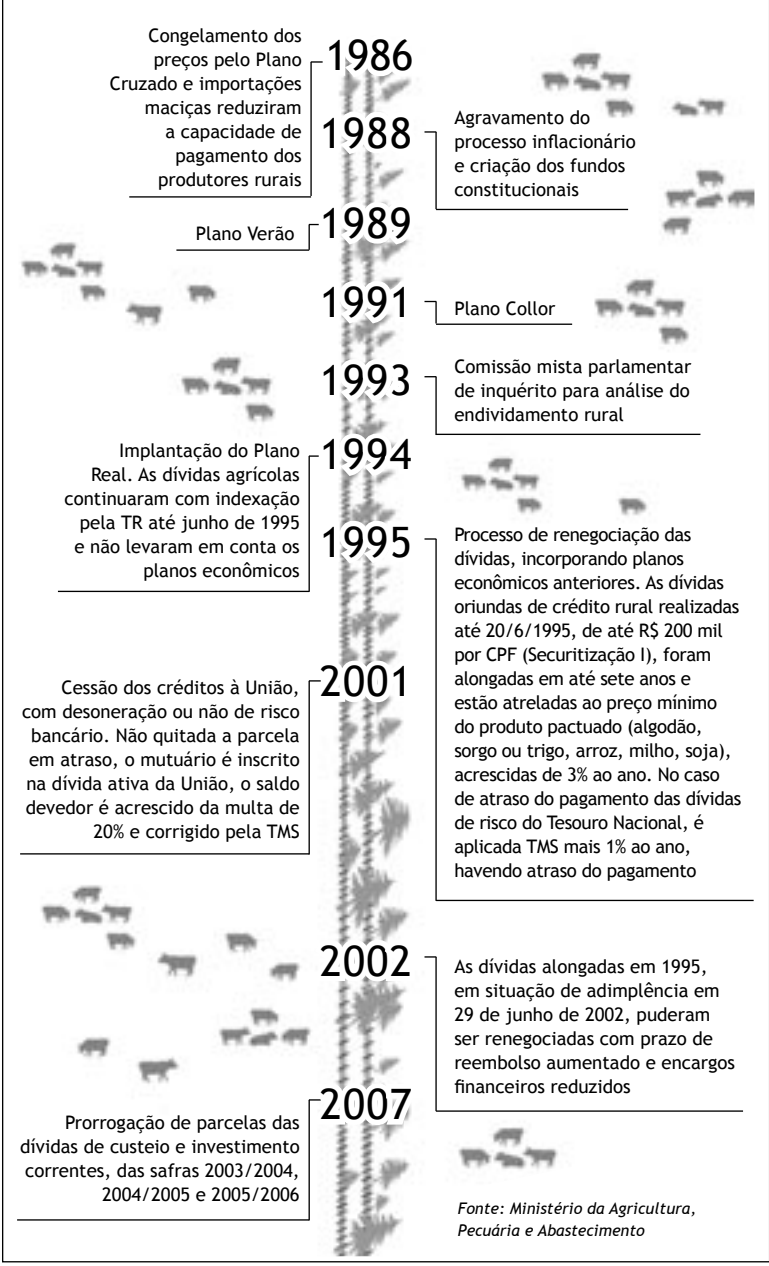 1986
Congelamento dos
preços pelo Plano
Cruzado e importações
maciças reduziram
a capacidade de
pagamento dos
produtores rurais
1988
Agravamento do
processo inflacionário
e criação dos fundos
constitucionais
1989
Plano Verão
1991
Plano Collor
1993
Comissão mista parlamentar
de inquérito para análise do
endividamento rural
1994
Implantação do Plano
Real. As dívidas agrícolas
continuaram com indexação
pela TR até junho de 1995
e não levaram em conta os
planos econômicos
1995
Processo de renegociação das
dívidas, incorporando planos
econômicos anteriores. As dívidas
oriundas de crédito rural realizadas
até 20/6/1995, de até R$ 200 mil
por CPF (Securitização I), foram
alongadas em até sete anos e
estão atreladas ao preço mínimo
do produto pactuado (algodão,
sorgo ou trigo, arroz, milho, soja),
acrescidas de 3% ao ano. No caso
de atraso do pagamento das dívidas
de risco do Tesouro Nacional, é
aplicada TMS mais 1% ao ano,
havendo atraso do pagamento
2001
Cessão dos créditos à União,
com desoneração ou não de risco
bancário. Não quitada a parcela
em atraso, o mutuário é inscrito
na dívida ativa da União, o saldo
devedor é acrescido da multa de
20% e corrigido pela TMS
2002
As dívidas alongadas em 1995,
em situação de adimplência em
29 de junho de 2002, puderam
ser renegociadas com prazo de
reembolso aumentado e encargos
financeiros reduzidos
2007
Prorrogação de parcelas das
dívidas de custeio e investimento
correntes, das safras 2003/2004,
2004/2005 e 2005/2006
Fonte: Ministério da Agricultura,
Pecuária e Abastecimento